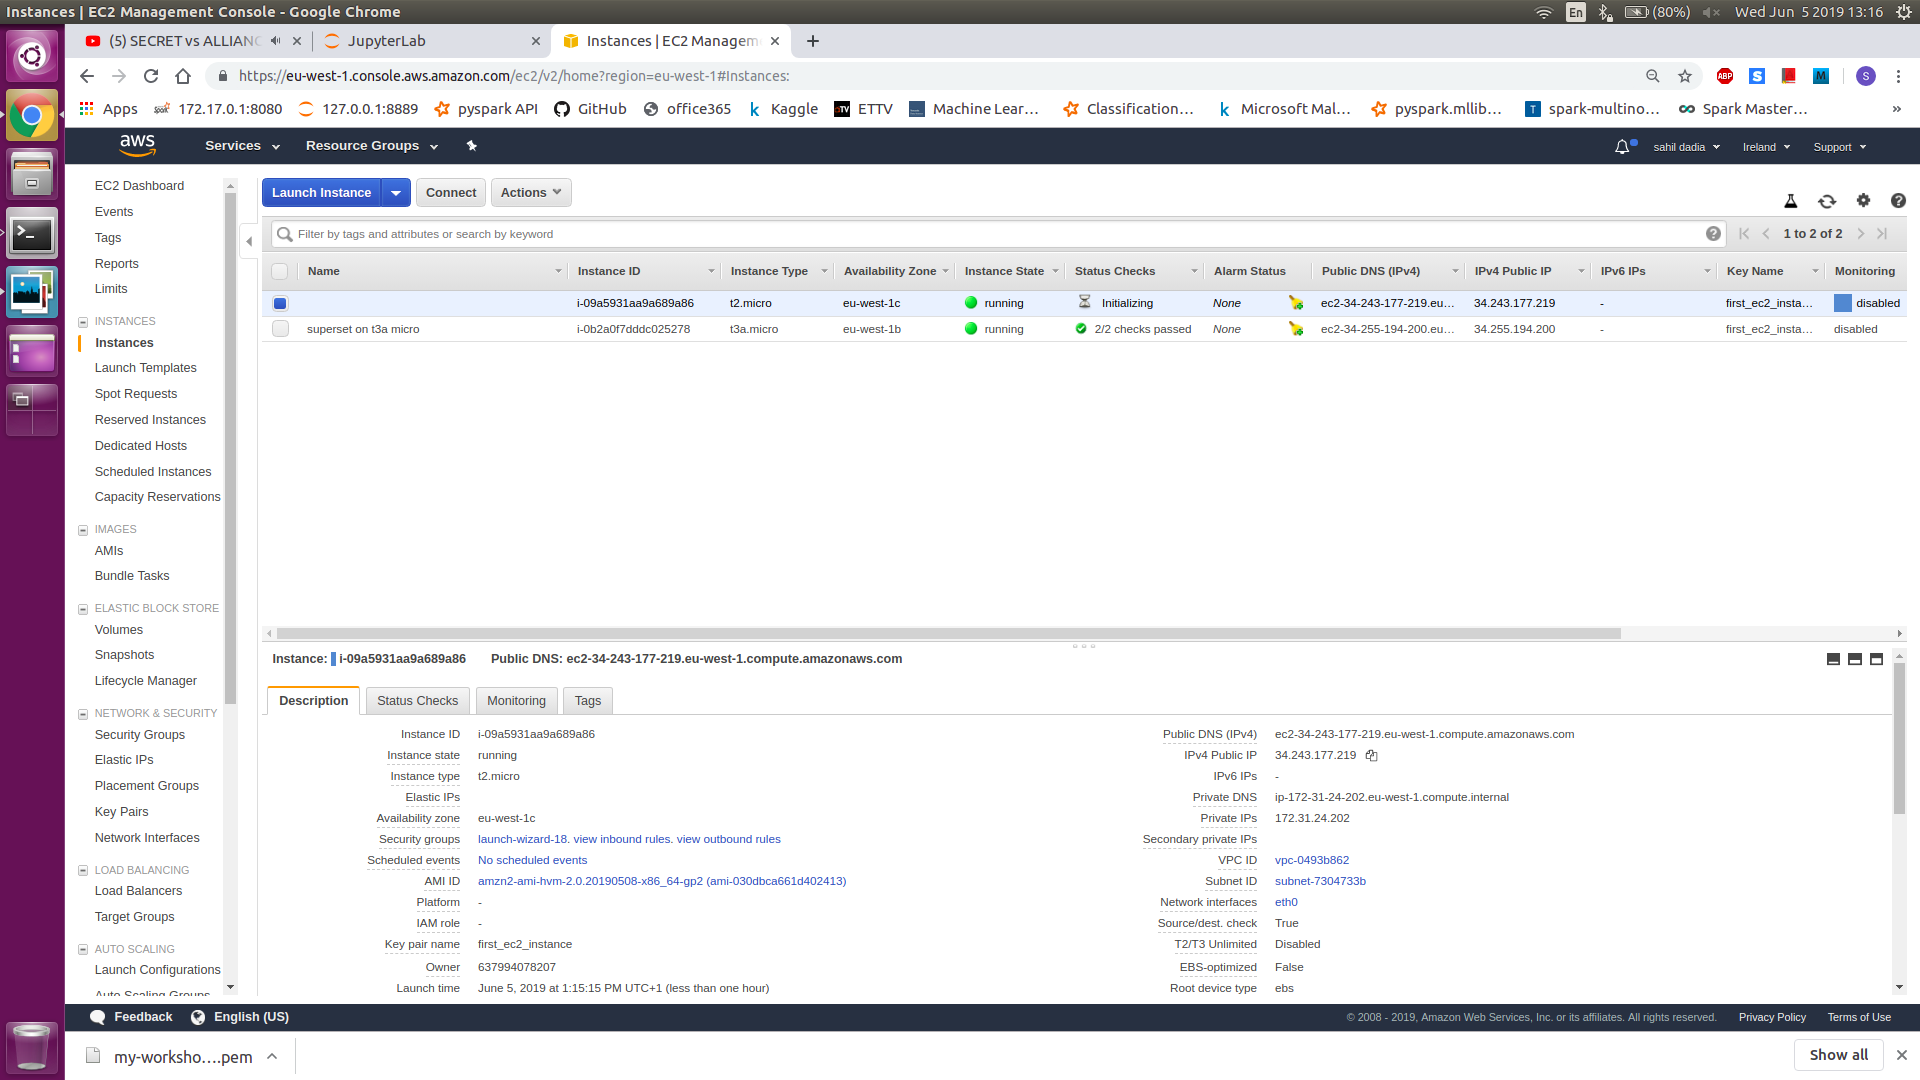 Instances | EC2 Management Console - Google Chrome
En
(80%)
Wed Jun 5 2019 13:16
(5) SECRET vs ALLIANC
JupyterLab
Instances | EC2 Managem
https://eu-west-1.console.aws.amazon.com/ec2/v2/home?region=eu-west-1#Instances:
ABP
S
M
S
Apps
172.17.0.1:8080
127.0.0.1:8889
pyspark API
GitHub
office365
Kaggle
ETTV
Machine Lear…
Classification…
Microsoft Mal…
pyspark.mllib…
spark-multino…
Spark Master…
»
aws
Services
Resource Groups
sahil dadia
Ireland
Support
EC2 Dashboard
Events
Tags
Reports
Limits
INSTANCES
Instances
Launch Templates
Spot Requests
Reserved Instances
Dedicated Hosts
Scheduled Instances
Capacity Reservations
IMAGES
AMIs
Bundle Tasks
ELASTIC BLOCK STORE
Volumes
Snapshots
Lifecycle Manager
NETWORK & SECURITY
Security Groups
Elastic IPs
Placement Groups
Key Pairs
Network Interfaces
LOAD BALANCING
Load Balancers
Target Groups
AUTO SCALING
Launch Configurations
Auto Scaling Groups
Launch Instance
Connect
Actions
Filter by tags and attributes or search by keyword
1 to 2 of 2
Name Instance ID Instance Type Availability Zone Instance State Status Checks Alarm Status Public DNS (IPv4) IPv4 Public IP IPv6 IPs Key Name Monitoring
i-09a5931aa9a689a86 t2.micro eu-west-1c running Initializing None ec2-34-243-177-219.eu… 34.243.177.219 - first_ec2_insta… disabled
superset on t3a micro i-0b2a0f7dddc025278 t3a.micro eu-west-1b running 2/2 checks passed None ec2-34-255-194-200.eu… 34.255.194.200 - first_ec2_insta… disabled
Instance: i-09a5931aa9a689a86 Public DNS: ec2-34-243-177-219.eu-west-1.compute.amazonaws.com
Description
Status Checks
Monitoring
Tags
Instance ID i-09a5931aa9a689a86
Instance state running
Instance type t2.micro
Elastic IPs
Availability zone eu-west-1c
Security groups launch-wizard-18. view inbound rules. view outbound rules
Scheduled events No scheduled events
AMI ID amzn2-ami-hvm-2.0.20190508-x86_64-gp2 (ami-030dbca661d402413)
Platform -
IAM role -
Key pair name first_ec2_instance
Owner 637994078207
Launch time June 5, 2019 at 1:15:15 PM UTC+1 (less than one hour)
Public DNS (IPv4) ec2-34-243-177-219.eu-west-1.compute.amazonaws.com
IPv4 Public IP 34.243.177.219
IPv6 IPs -
Private DNS ip-172-31-24-202.eu-west-1.compute.internal
Private IPs 172.31.24.202
Secondary private IPs
VPC ID vpc-0493b862
Subnet ID subnet-7304733b
Network interfaces eth0
Source/dest. check True
T2/T3 Unlimited Disabled
EBS-optimized False
Root device type ebs
Feedback
English (US)
© 2008 - 2019, Amazon Web Services, Inc. or its affiliates. All rights reserved.
Privacy Policy
Terms of Use
my-worksho….pem
Show all